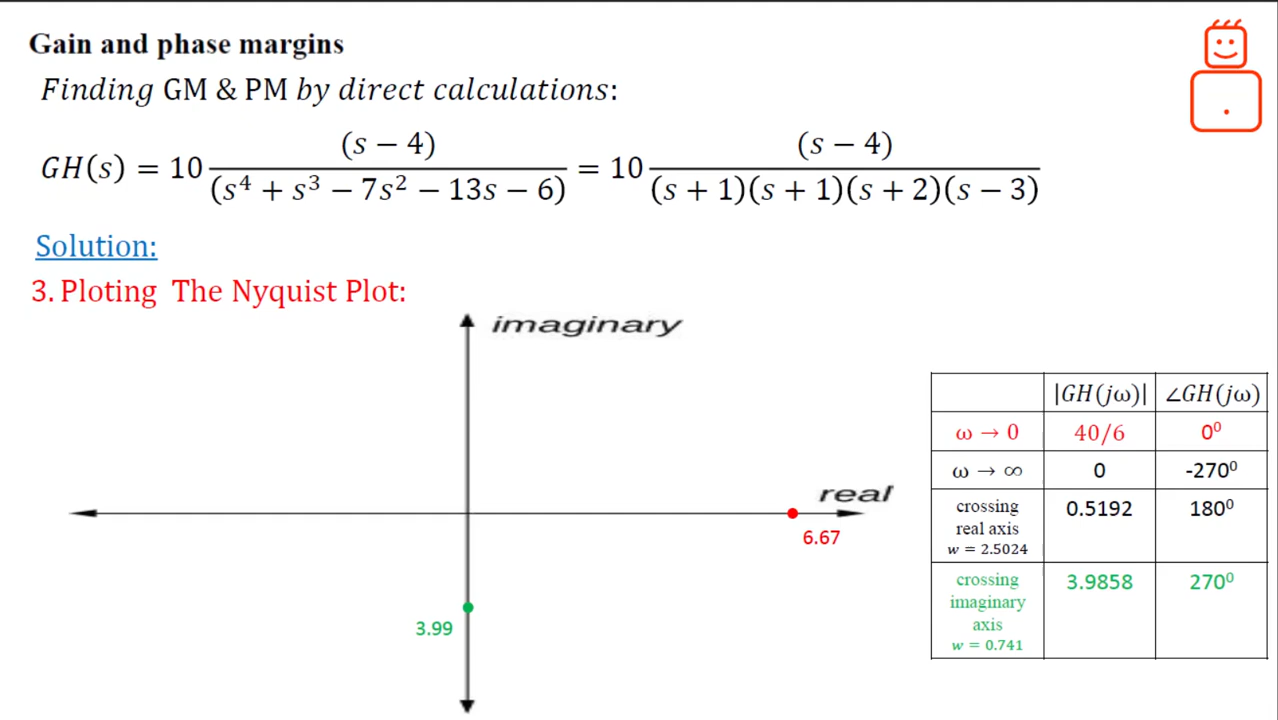 Gain and phase margins
Finding GM & PM by direct calculations:
GH(s) = 10 (s − 4) / (s⁴ + s³ − 7s² − 13s − 6) = 10 (s − 4) / (s + 1)(s + 1)(s + 2)(s − 3)
Solution:
3. Ploting The Nyquist Plot:
imaginary
real
6.67
3.99
|GH(jω)| ∠GH(jω)
ω → 0 40/6 0⁰
ω → ∞ 0 -270⁰
crossing real axis w = 2.5024 0.5192 180⁰
crossing imaginary axis w = 0.741 3.9858 270⁰